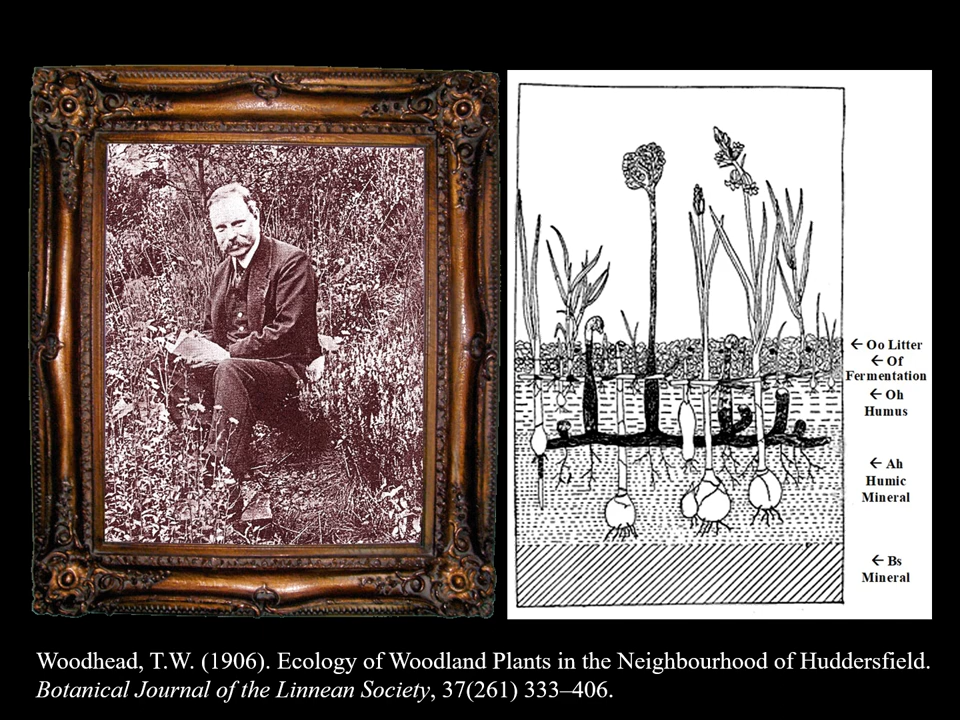 ← Oo Litter
← Of
Fermentation
← Oh
Humus
← Ah
Humic
Mineral
← Bs
Mineral
Woodhead, T.W. (1906). Ecology of Woodland Plants in the Neighbourhood of Huddersfield.
Botanical Journal of the Linnean Society, 37(261) 333–406.